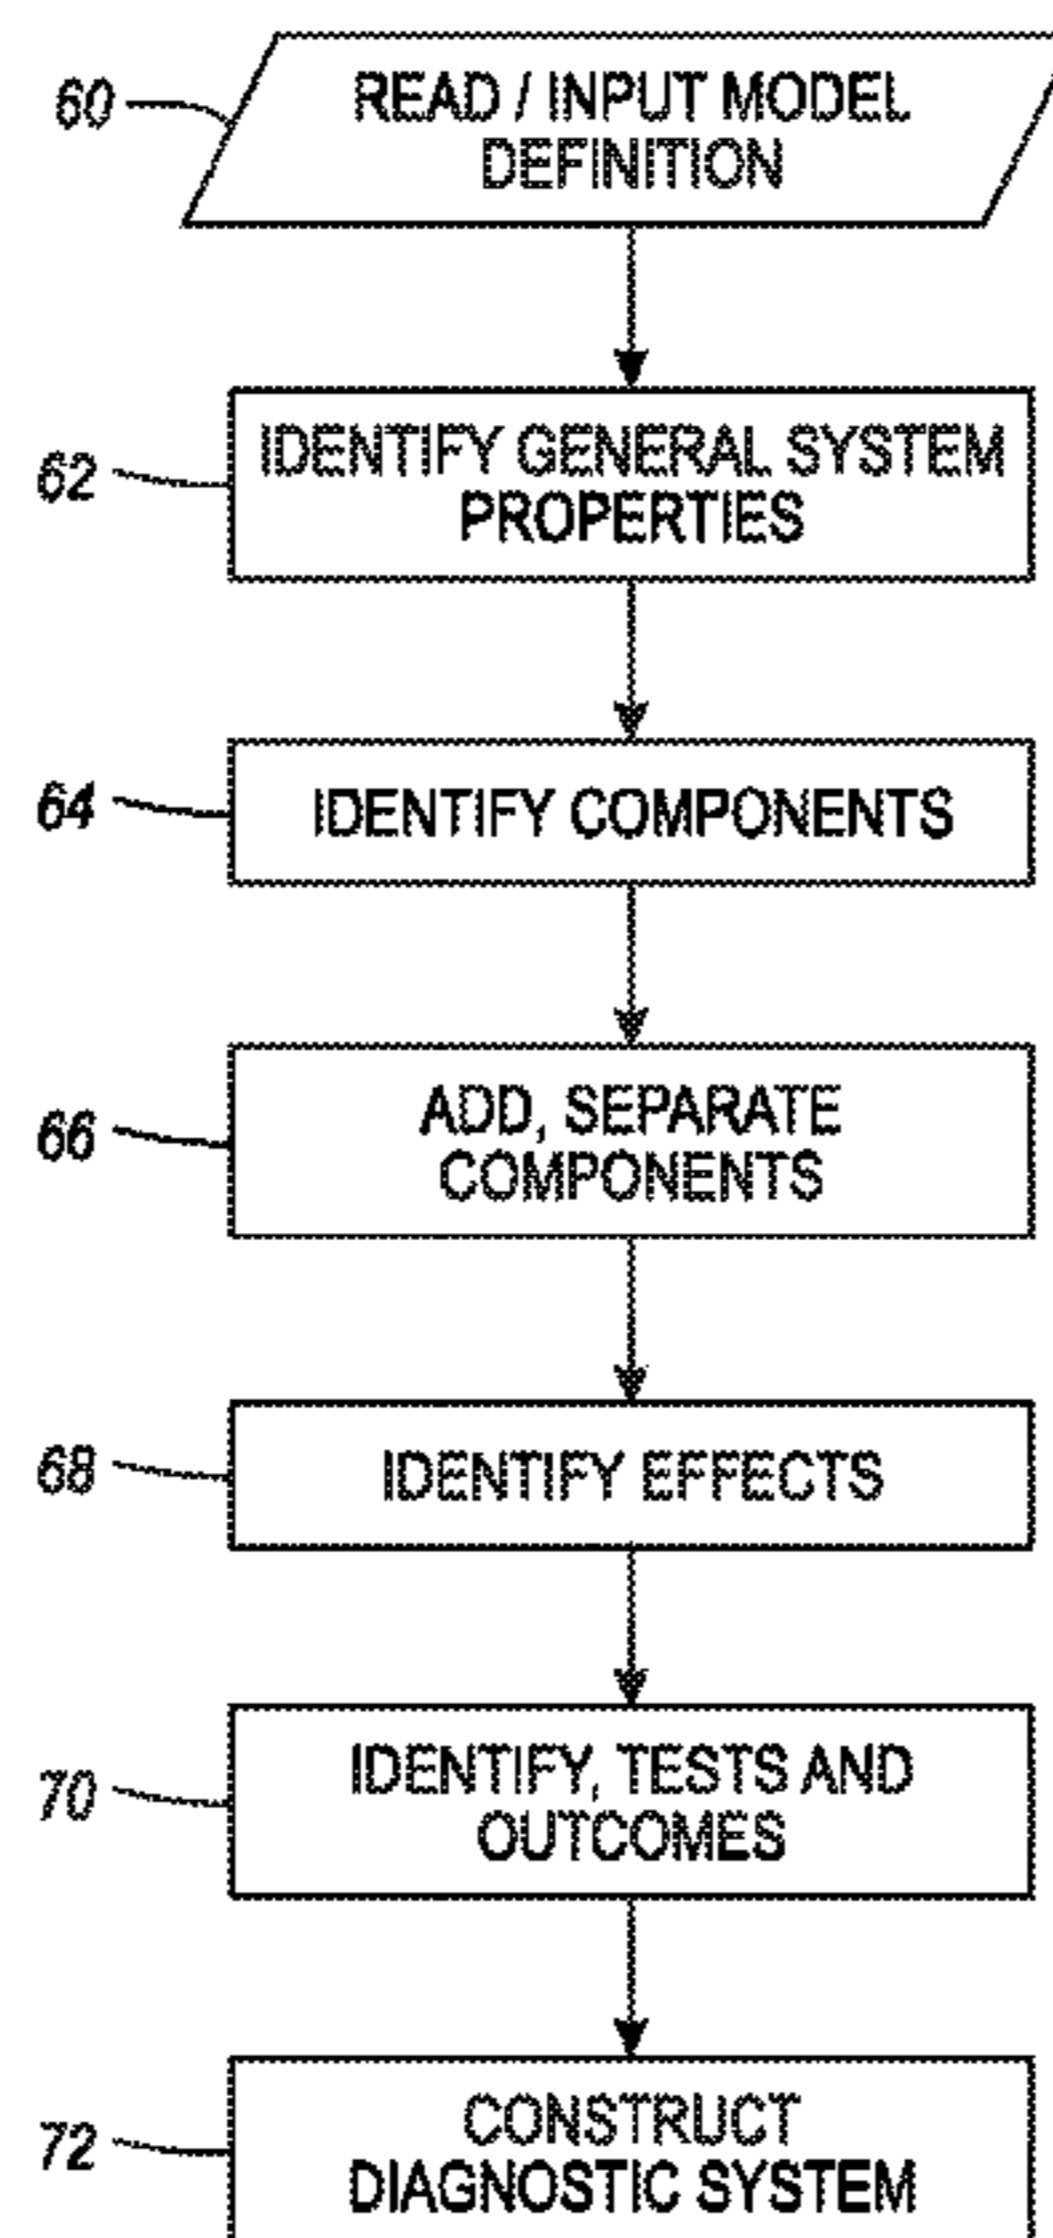 60
READ / INPUT MODEL
DEFINITION
62
IDENTIFY GENERAL SYSTEM
PROPERTIES
64
IDENTIFY COMPONENTS
66
ADD, SEPARATE
COMPONENTS
68
IDENTIFY EFFECTS
70
IDENTIFY, TESTS AND
OUTCOMES
72
CONSTRUCT
DIAGNOSTIC SYSTEM